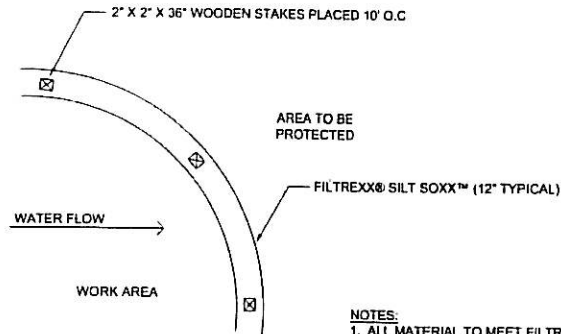 2" X 2" X 36" WOODEN STAKES PLACED 10' O.C
AREA TO BE
PROTECTED
FILTREXX® SILT SOXX™ (12" TYPICAL)
WATER FLOW
WORK AREA
NOTES:
1. ALL MATERIAL TO MEET FILTR